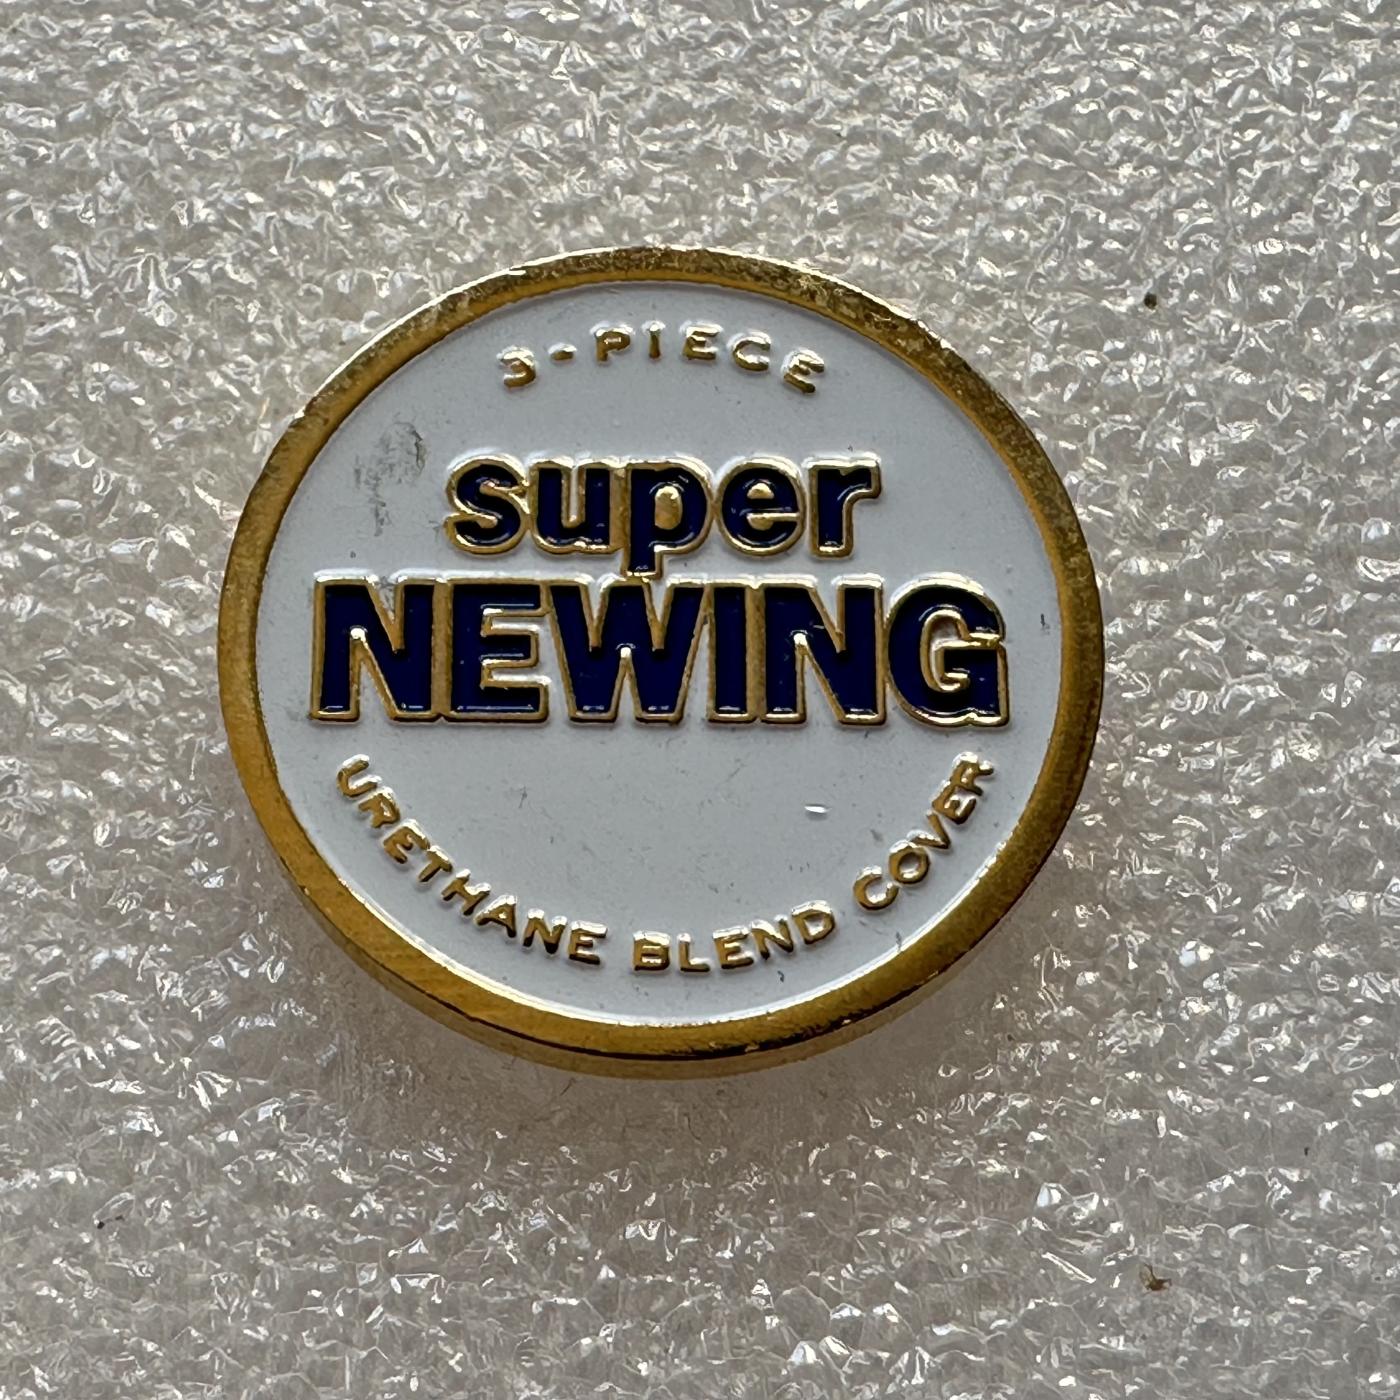 3-PIECE
super
NEWING
URETHANE BLEND COVER